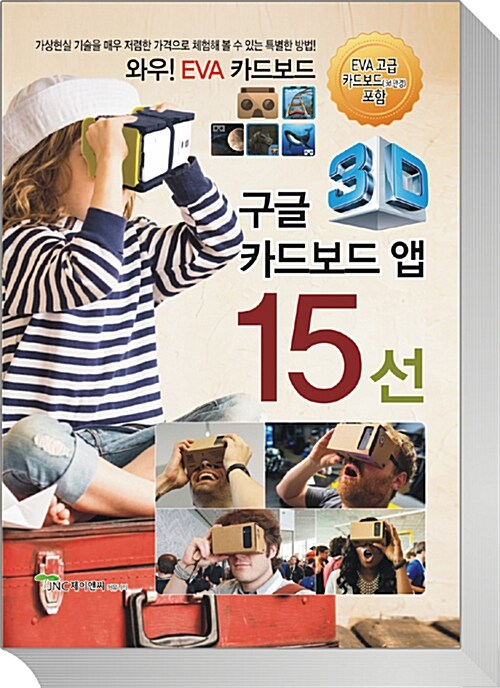 가상현실 기술을 매우 저렴한 가격으로 체험해 볼 수 있는 특별한 방법!
와우! EVA 카드보드
EVA 고급
카드보드
포함
3D
구글
카드보드 앱
15선
JNC 제이앤씨